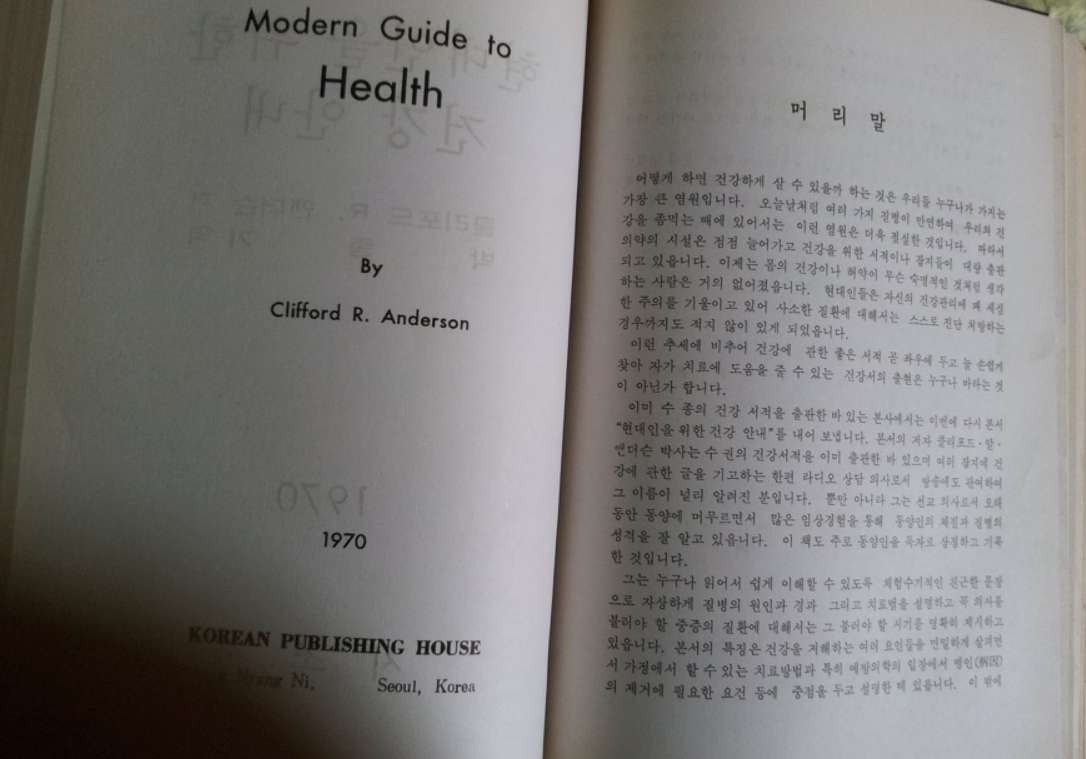 Modern Guide to
Health
By
Clifford R. Anderson
1970
KOREAN PUBLISHING HOUSE
Nyang Ni, Seoul, Korea
머 리 말
어떻게 하면 건강하게 살 수 있을까 하는 것은 우리들 누구나가 가지는
가장 큰 염원입니다. 오늘날처럼 여러 가지 질병이 만연하여 우리의 건
강을 좀먹는 때에 있어서는 이런 염원은 더욱 절실한 것입니다. 따라서
의약의 시설은 점점 늘어가고 건강을 위한 서적이나 잡지들이 대량 출판
되고 있읍니다. 이제는 몸의 건강이나 허약이 무슨 숙명적인 것처럼 생각
하는 사람은 거의 없어졌읍니다. 현대인들은 자신의 건강관리에 꽤 세심
한 주의를 기울이고 있어 사소한 질환에 대해서는 스스로 진단 처방하는
경우까지도 적지 않이 있게 되었읍니다.
이런 추세에 비추어 건강에 관한 좋은 서적 곧 좌우에 두고 늘 손쉽게
찾아 자가 치료에 도움을 줄 수 있는 건강서의 출현은 누구나 바라는 것
이 아닌가 합니다.
이미 수 종의 건강 서적을 출판한 바 있는 본사에서는 이번에 다시 본서
“현대인을 위한 건강 안내”를 내어 보냅니다. 본서의 저자 클리포드·알·
앤더슨 박사는 수 권의 건강서적을 이미 출판한 바 있으며 여러 잡지에 건
강에 관한 글을 기고하는 한편 라디오 상담 의사로서 방송에도 관여하여
그 이름이 널리 알려진 분입니다. 뿐만 아니라 그는 선교 의사로서 오래
동안 동양에 머무르면서 많은 임상경험을 통해 동양인의 체질과 질병의
성격을 잘 알고 있읍니다. 이 책도 주로 동양인을 독자로 상정하고 기록
한 것입니다.
그는 누구나 읽어서 쉽게 이해할 수 있도록 체험수기적인 친근한 문장
으로 자상하게 질병의 원인과 경과 그리고 치료법을 설명하고 꼭 의사를
불러야 할 중증의 질환에 대해서는 그 불러야 할 시기를 명확히 제시하고
있읍니다. 본서의 특징은 건강을 저해하는 여러 요인들을 면밀하게 살피면
서 가정에서 할 수 있는 치료방법과 특히 예방의학의 입장에서 병인(病因)
의 제거에 필요한 요건 등에 중점을 두고 설명한 데 있읍니다. 이 밖에